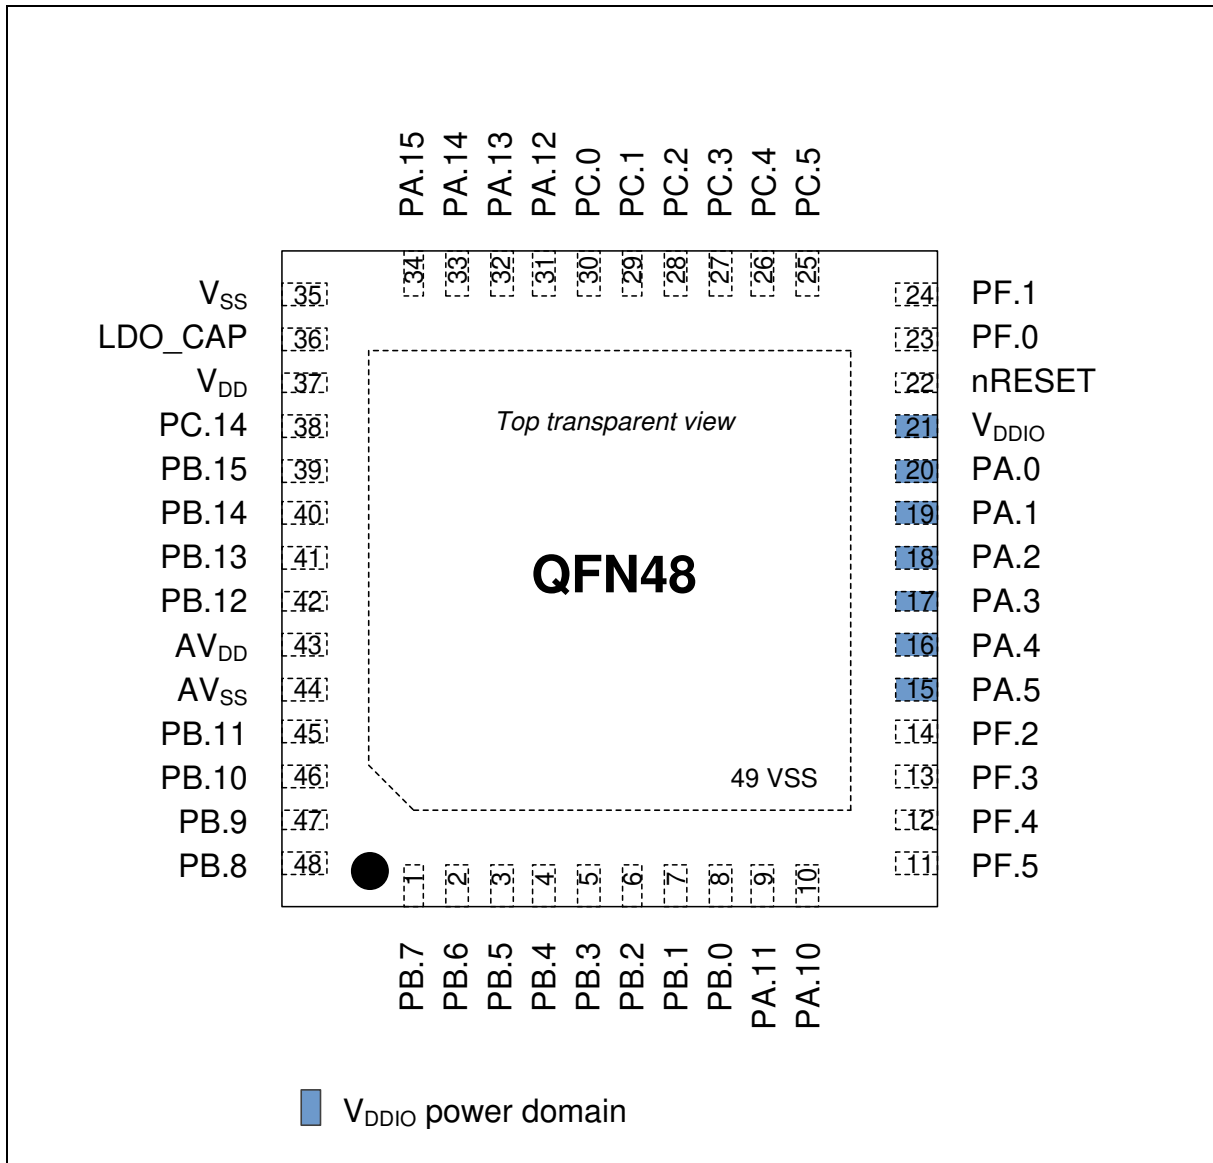 PA.15 PA.14 PA.13 PA.12 PC.0 PC.1 PC.2 PC.3 PC.4 PC.5
34 33 32 31 30 29 28 27 26 25
VSS 35 24 PF.1
LDO_CAP 36 23 PF.0
VDD 37 22 nRESET
PC.14 38 Top transparent view 21 VDDIO
PB.15 39 20 PA.0
PB.14 40 19 PA.1
PB.13 41 QFN48 18 PA.2
PB.12 42 17 PA.3
AVDD 43 16 PA.4
AVSS 44 15 PA.5
PB.11 45 14 PF.2
PB.10 46 49 VSS 13 PF.3
PB.9 47 12 PF.4
PB.8 48 11 PF.5
1 2 3 4 5 6 7 8 9 10
PB.7 PB.6 PB.5 PB.4 PB.3 PB.2 PB.1 PB.0 PA.11 PA.10
VDDIO power domain